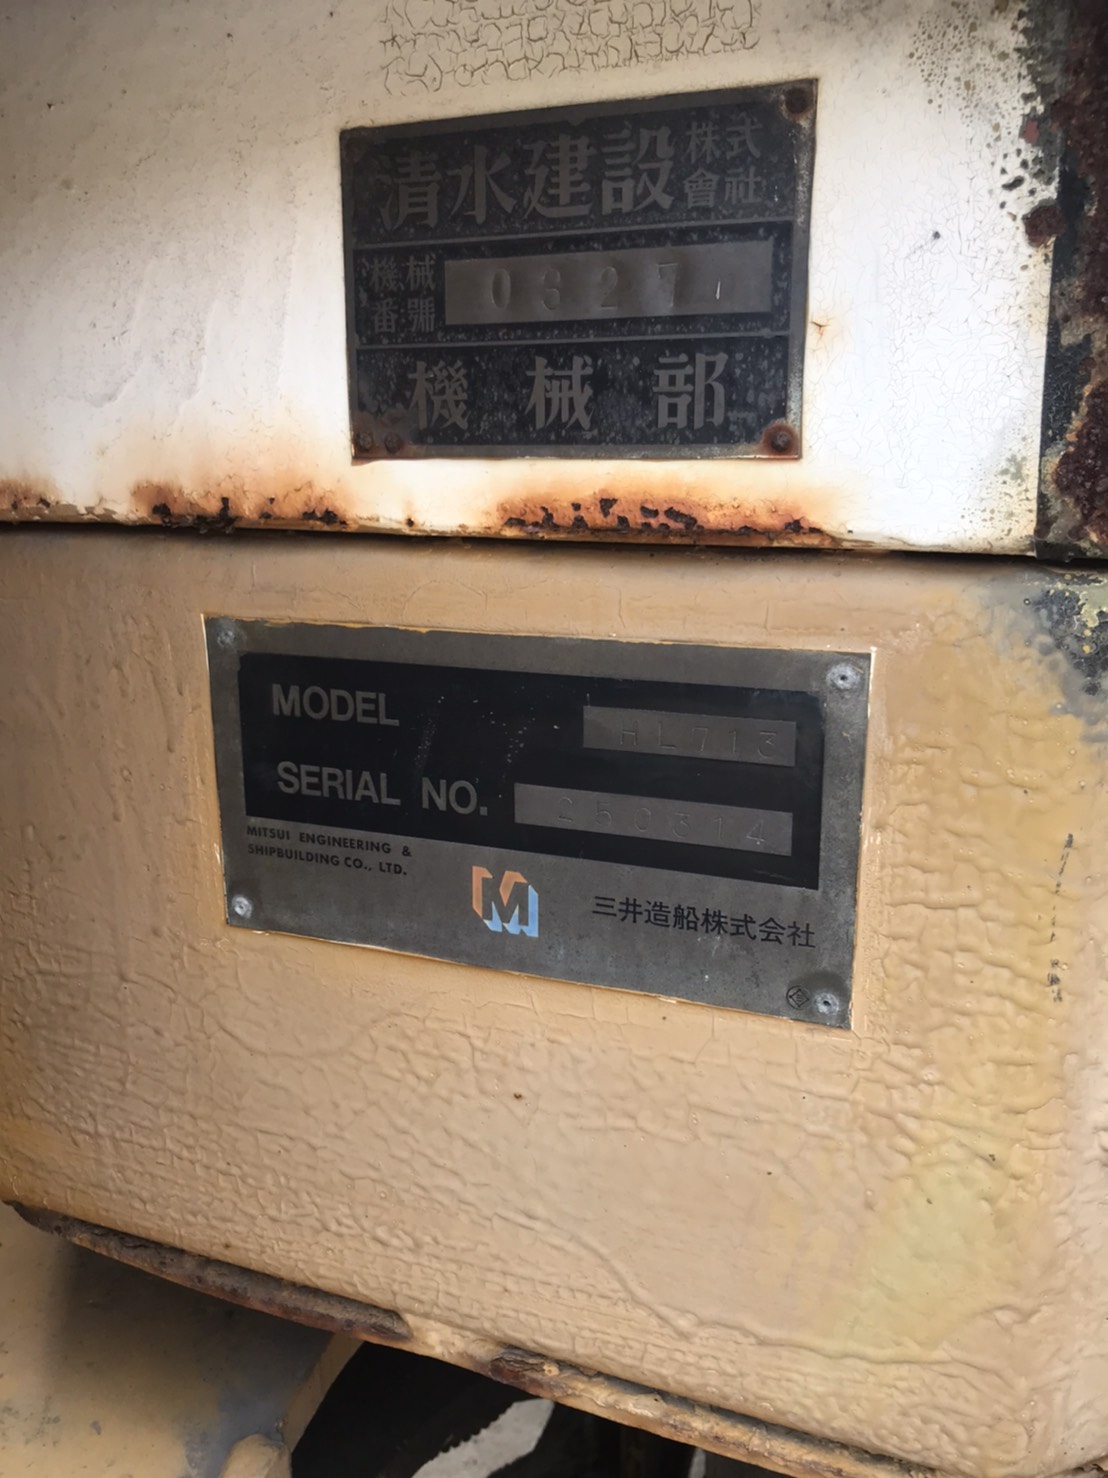 清水建設株式會社
機械番號 0827
機械部
MODEL HL713
SERIAL NO. 250314
MITSUI ENGINEERING &
SHIPBUILDING CO., LTD.
M
三井造船株式会社